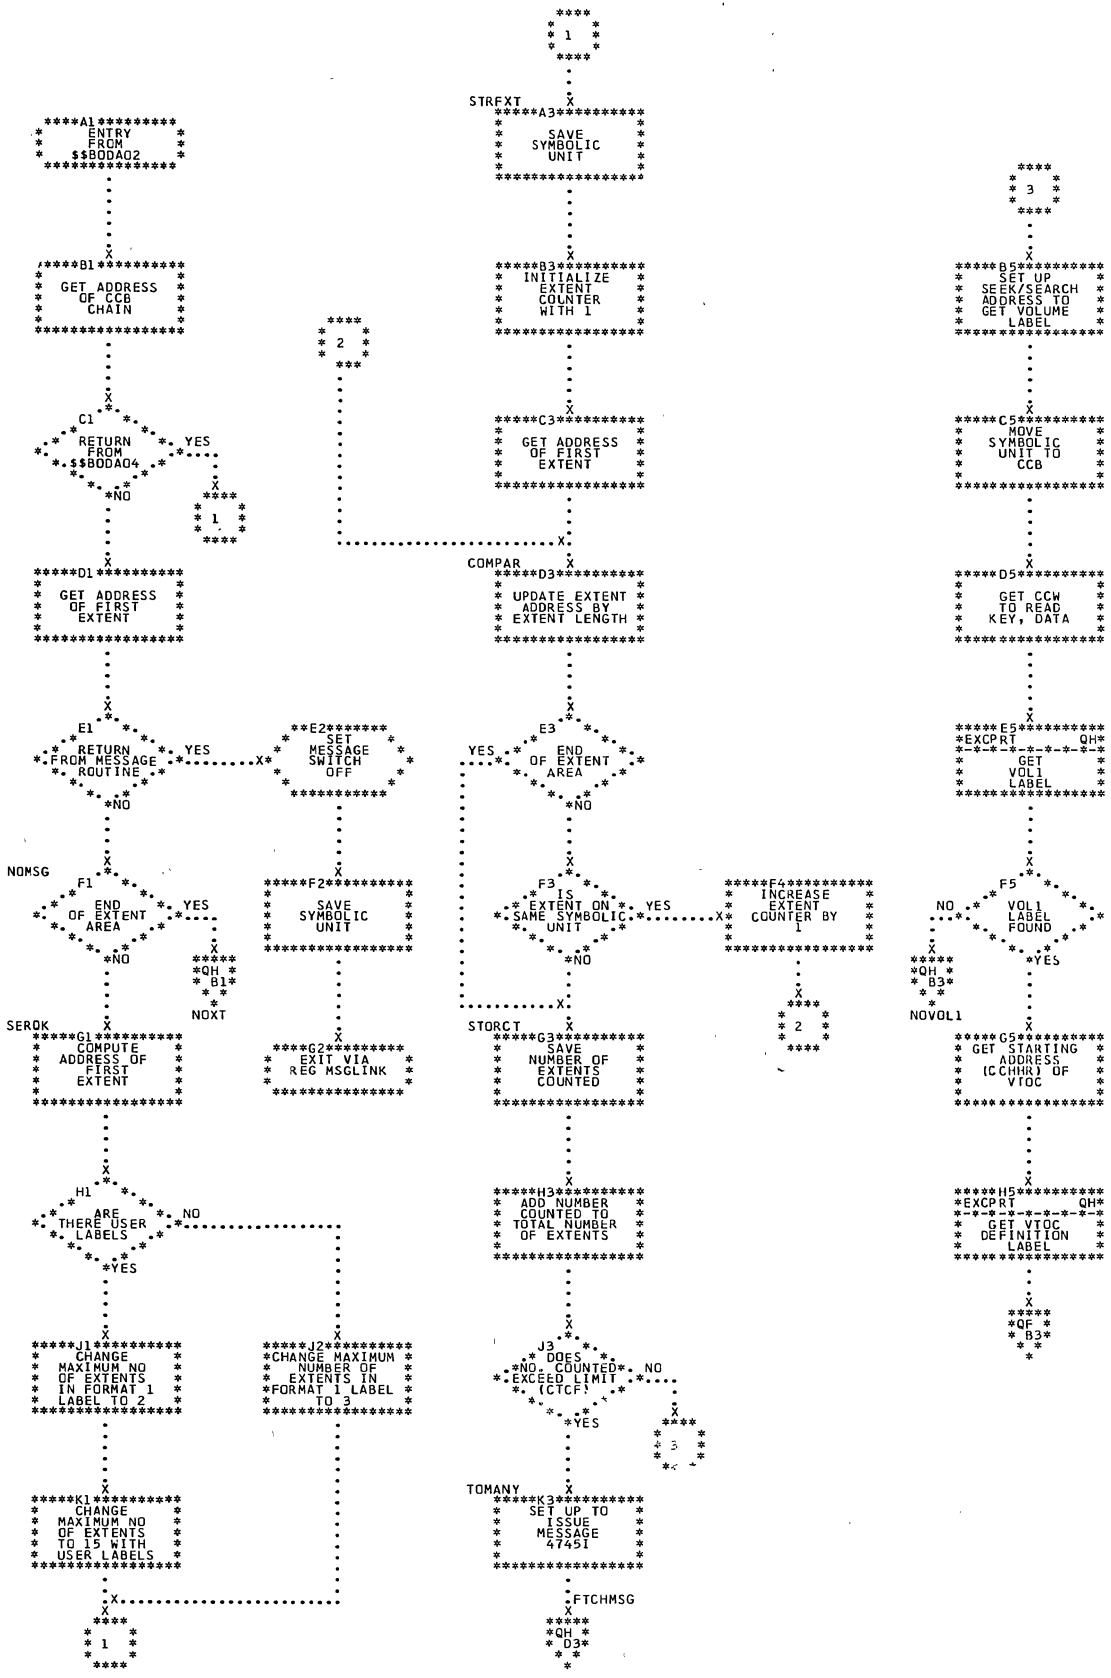 A1
ENTRY
FROM
$$BODAO2
B1
GET ADDRESS
OF CCB
CHAIN
C1
RETURN
FROM
$$BODAO4
YES
NO
1
D1
GET ADDRESS
OF FIRST
EXTENT
E1
RETURN
FROM MESSAGE
ROUTINE
YES
NO
NOMSG
F1
END
OF EXTENT
AREA
YES
NO
QH
B1
NOXT
SEROK
G1
COMPUTE
ADDRESS OF
FIRST
EXTENT
H1
ARE
THERE USER
LABELS
NO
YES
J1
CHANGE
MAXIMUM NO
OF EXTENTS
IN FORMAT 1
LABEL TO 2
K1
CHANGE
MAXIMUM NO
OF EXTENTS
TO 15 WITH
USER LABELS
1
2
E2
SET
MESSAGE
SWITCH
OFF
F2
SAVE
SYMBOLIC
UNIT
G2
EXIT VIA
REG MSGLINK
J2
CHANGE MAXIMUM
NUMBER OF
EXTENTS IN
FORMAT 1 LABEL
TO 3
1
STRFXT
A3
SAVE
SYMBOLIC
UNIT
B3
INITIALIZE
EXTENT
COUNTER
WITH 1
C3
GET ADDRESS
OF FIRST
EXTENT
COMPAR
D3
UPDATE EXTENT
ADDRESS BY
EXTENT LENGTH
E3
END
OF EXTENT
AREA
YES
NO
F3
IS
EXTENT ON
SAME SYMBOLIC
UNIT
YES
NO
F4
INCREASE
EXTENT
COUNTER BY
1
2
STORCT
G3
SAVE
NUMBER OF
EXTENTS
COUNTED
H3
ADD NUMBER
COUNTED TO
TOTAL NUMBER
OF EXTENTS
J3
DOES
NO. COUNTED
EXCEED LIMIT
(CTCF)
NO
YES
3
TOMANY
K3
SET UP TO
ISSUE
MESSAGE
4745I
FTCHMSG
QH
D3
3
B5
SET UP
SEEK/SEARCH
ADDRESS TO
GET VOLUME
LABEL
C5
MOVE
SYMBOLIC
UNIT TO
CCB
D5
GET CCW
TO READ
KEY, DATA
E5
EXCPRT QH
GET
VOL1
LABEL
F5
VOL1
LABEL
FOUND
NO
YES
QH
B3
NOVOL1
G5
GET STARTING
ADDRESS
(CCHHR) OF
VTOC
H5
EXCPRT QH
GET VTOC
DEFINITION
LABEL
QF
B3